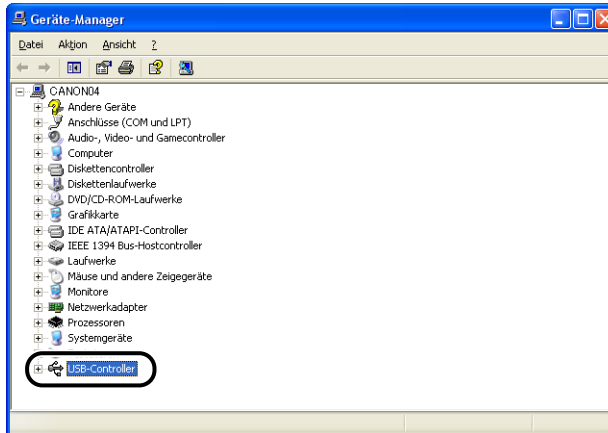 Geräte-Manager
Datei Aktion Ansicht ?
CANON04
Andere Geräte
Anschlüsse (COM und LPT)
Audio-, Video- und Gamecontroller
Computer
Diskettencontroller
Diskettenlaufwerke
DVD/CD-ROM-Laufwerke
Grafikkarte
IDE ATA/ATAPI-Controller
IEEE 1394 Bus-Hostcontroller
Laufwerke
Mäuse und andere Zeigegeräte
Monitore
Netzwerkadapter
Prozessoren
Systemgeräte
USB-Controller